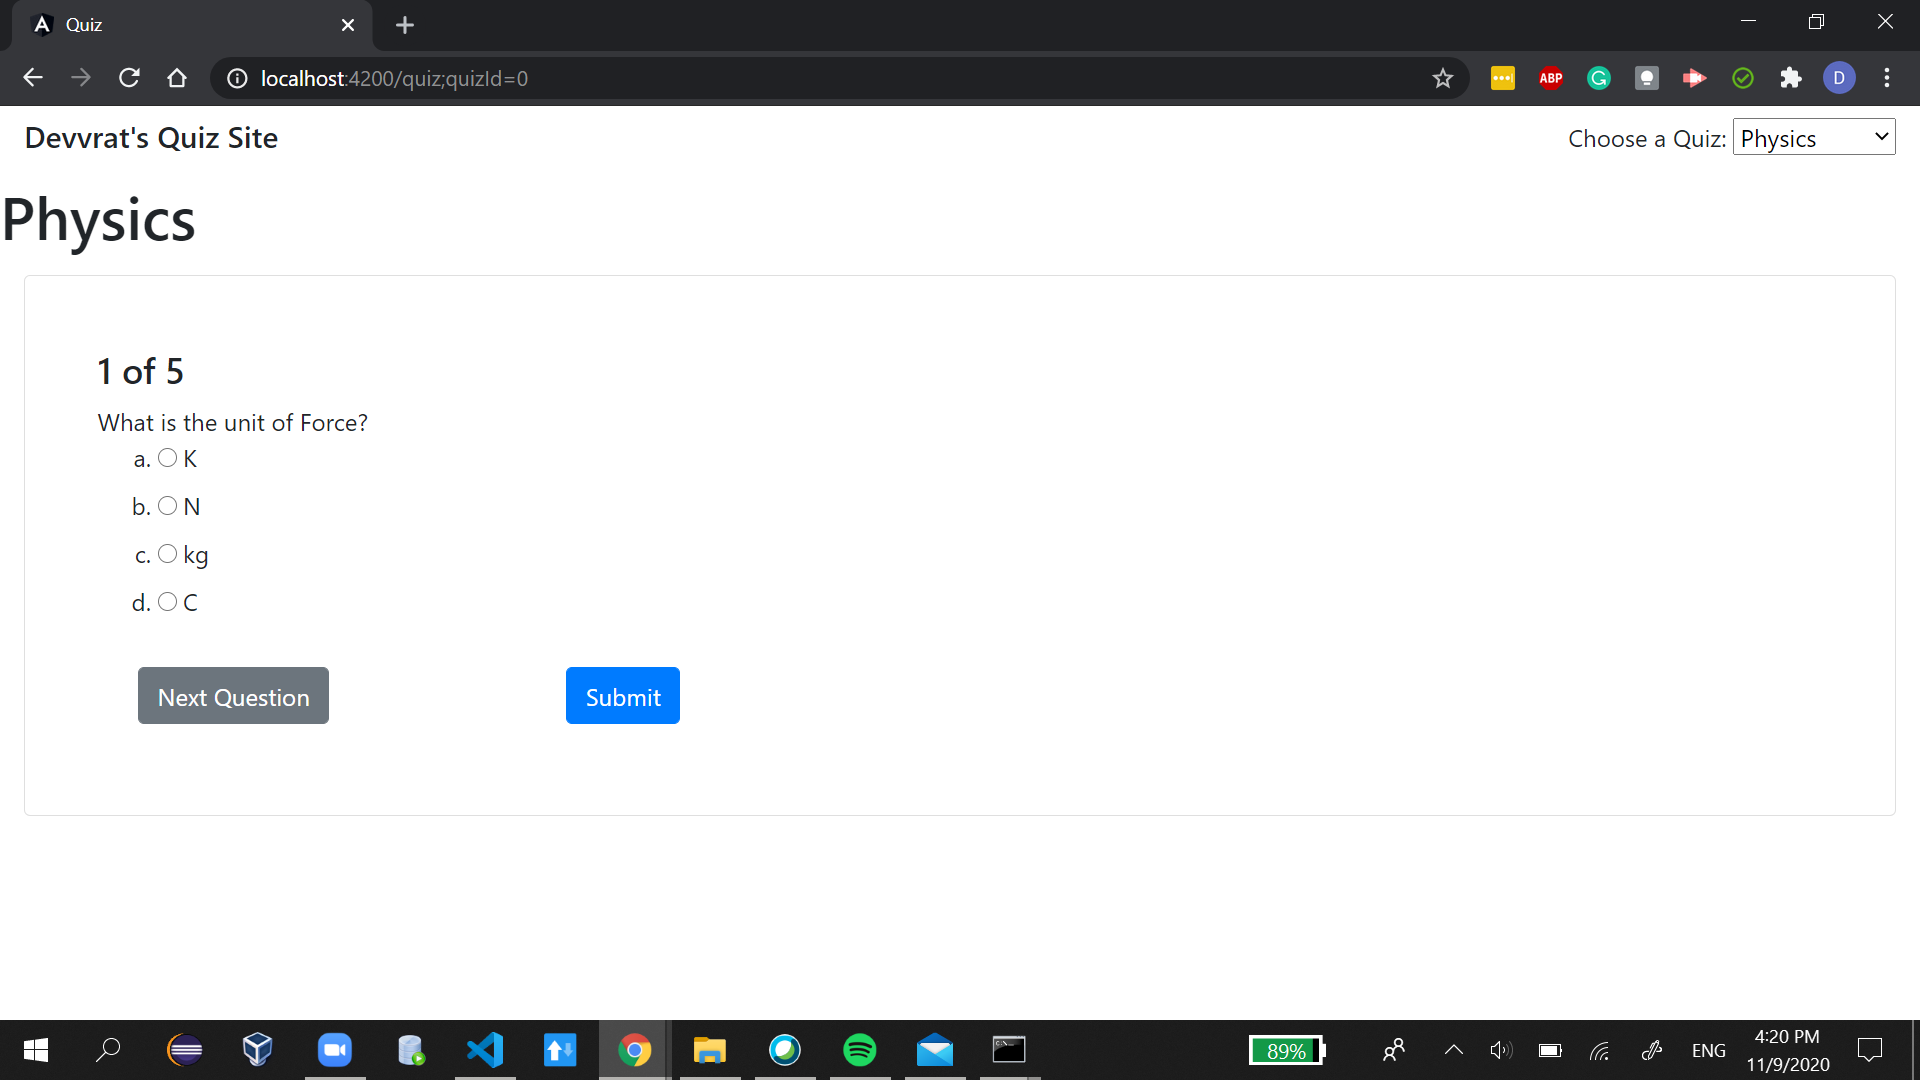 Quiz
localhost:4200/quiz;quizId=0
ABP
D
Devvrat's Quiz Site
Choose a Quiz: Physics
Physics
1 of 5
What is the unit of Force?
a. K
b. N
c. kg
d. C
Next Question
Submit
89%
ENG
4:20 PM
11/9/2020